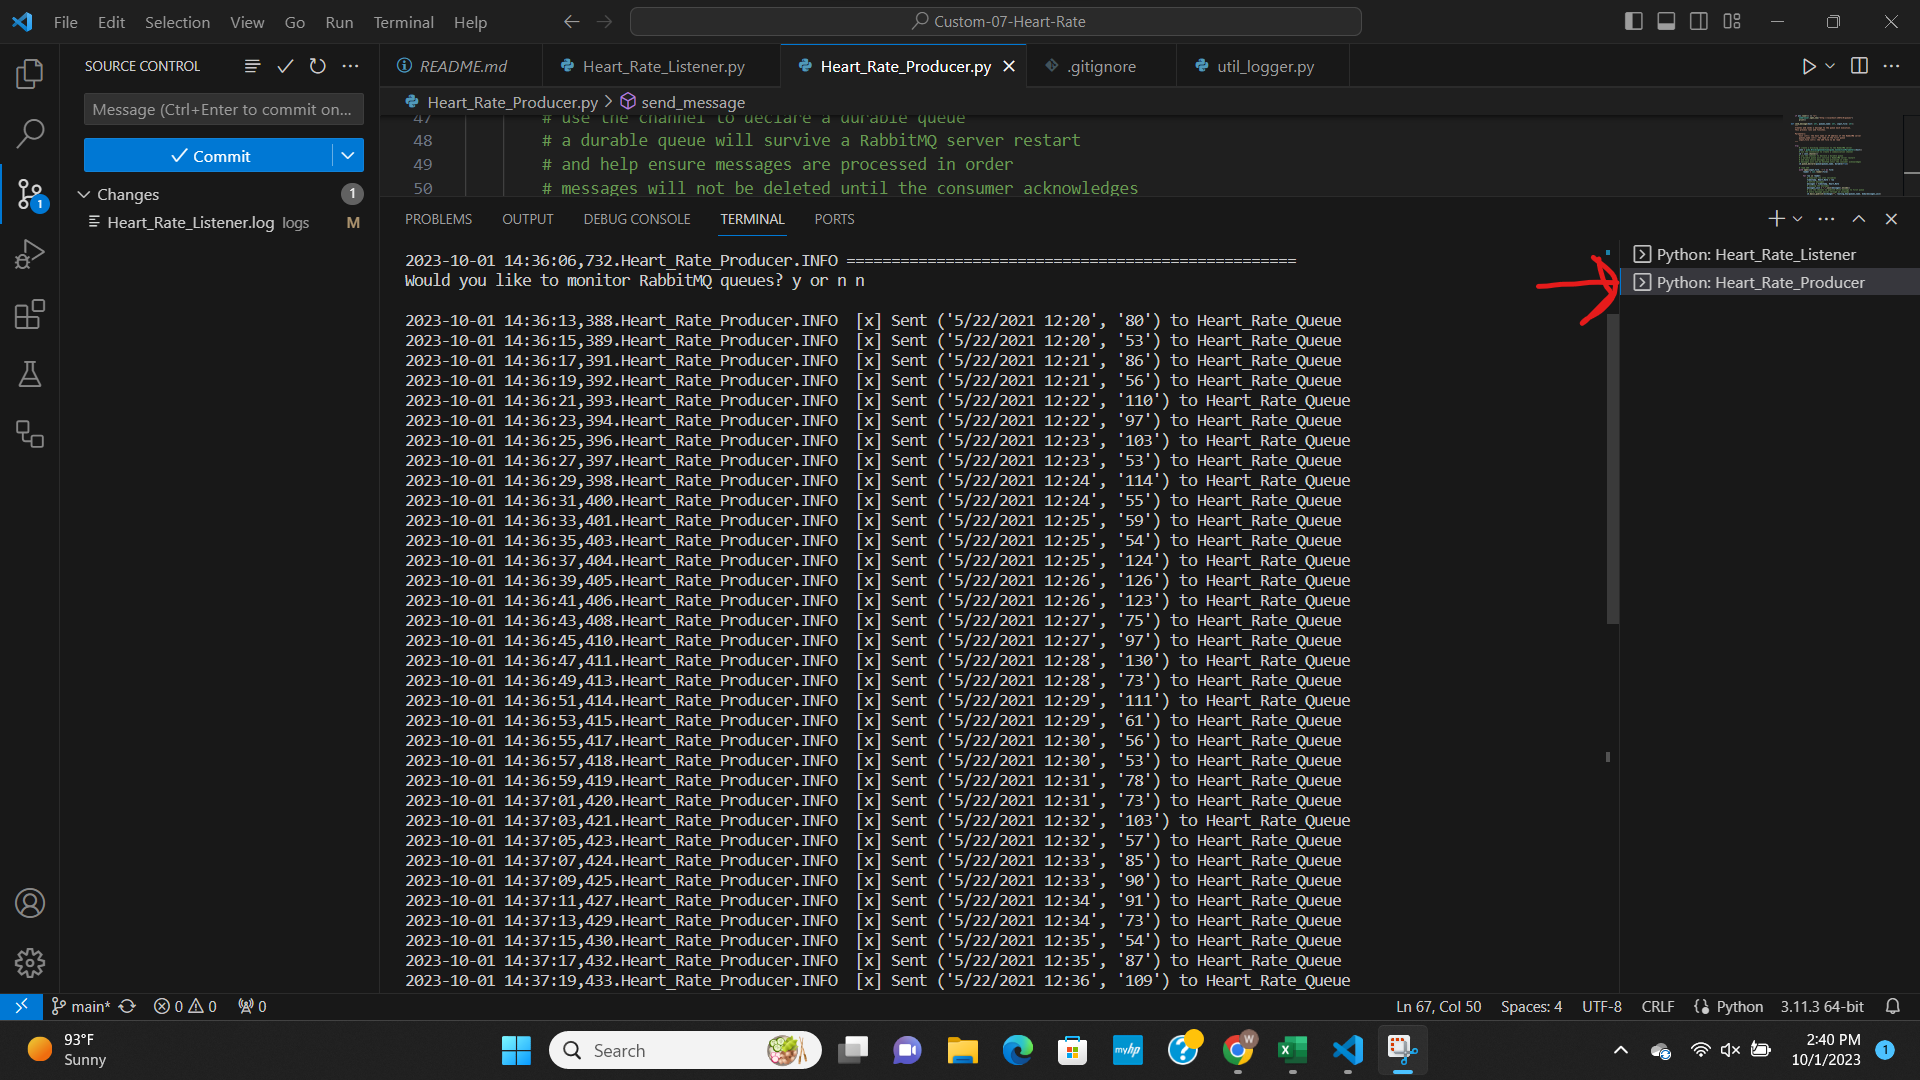 File Edit Selection View Go Run Terminal Help
Custom-07-Heart-Rate
SOURCE CONTROL
README.md
Heart_Rate_Listener.py
Heart_Rate_Producer.py
.gitignore
util_logger.py
Message (Ctrl+Enter to commit on...
Heart_Rate_Producer.py > send_message
Commit
47 # use the channel to declare a durable queue
48 # a durable queue will survive a RabbitMQ server restart
49 # and help ensure messages are processed in order
50 # messages will not be deleted until the consumer acknowledges
Changes 1
Heart_Rate_Listener.log logs M
1
PROBLEMS OUTPUT DEBUG CONSOLE TERMINAL PORTS
Python: Heart_Rate_Listener
Python: Heart_Rate_Producer
2023-10-01 14:36:06,732.Heart_Rate_Producer.INFO ==================================================
Would you like to monitor RabbitMQ queues? y or n n
2023-10-01 14:36:13,388.Heart_Rate_Producer.INFO [x] Sent ('5/22/2021 12:20', '80') to Heart_Rate_Queue
2023-10-01 14:36:15,389.Heart_Rate_Producer.INFO [x] Sent ('5/22/2021 12:20', '53') to Heart_Rate_Queue
2023-10-01 14:36:17,391.Heart_Rate_Producer.INFO [x] Sent ('5/22/2021 12:21', '86') to Heart_Rate_Queue
2023-10-01 14:36:19,392.Heart_Rate_Producer.INFO [x] Sent ('5/22/2021 12:21', '56') to Heart_Rate_Queue
2023-10-01 14:36:21,393.Heart_Rate_Producer.INFO [x] Sent ('5/22/2021 12:22', '110') to Heart_Rate_Queue
2023-10-01 14:36:23,394.Heart_Rate_Producer.INFO [x] Sent ('5/22/2021 12:22', '97') to Heart_Rate_Queue
2023-10-01 14:36:25,396.Heart_Rate_Producer.INFO [x] Sent ('5/22/2021 12:23', '103') to Heart_Rate_Queue
2023-10-01 14:36:27,397.Heart_Rate_Producer.INFO [x] Sent ('5/22/2021 12:23', '53') to Heart_Rate_Queue
2023-10-01 14:36:29,398.Heart_Rate_Producer.INFO [x] Sent ('5/22/2021 12:24', '114') to Heart_Rate_Queue
2023-10-01 14:36:31,400.Heart_Rate_Producer.INFO [x] Sent ('5/22/2021 12:24', '55') to Heart_Rate_Queue
2023-10-01 14:36:33,401.Heart_Rate_Producer.INFO [x] Sent ('5/22/2021 12:25', '59') to Heart_Rate_Queue
2023-10-01 14:36:35,403.Heart_Rate_Producer.INFO [x] Sent ('5/22/2021 12:25', '54') to Heart_Rate_Queue
2023-10-01 14:36:37,404.Heart_Rate_Producer.INFO [x] Sent ('5/22/2021 12:25', '124') to Heart_Rate_Queue
2023-10-01 14:36:39,405.Heart_Rate_Producer.INFO [x] Sent ('5/22/2021 12:26', '126') to Heart_Rate_Queue
2023-10-01 14:36:41,406.Heart_Rate_Producer.INFO [x] Sent ('5/22/2021 12:26', '123') to Heart_Rate_Queue
2023-10-01 14:36:43,408.Heart_Rate_Producer.INFO [x] Sent ('5/22/2021 12:27', '75') to Heart_Rate_Queue
2023-10-01 14:36:45,410.Heart_Rate_Producer.INFO [x] Sent ('5/22/2021 12:27', '97') to Heart_Rate_Queue
2023-10-01 14:36:47,411.Heart_Rate_Producer.INFO [x] Sent ('5/22/2021 12:28', '130') to Heart_Rate_Queue
2023-10-01 14:36:49,413.Heart_Rate_Producer.INFO [x] Sent ('5/22/2021 12:28', '73') to Heart_Rate_Queue
2023-10-01 14:36:51,414.Heart_Rate_Producer.INFO [x] Sent ('5/22/2021 12:29', '111') to Heart_Rate_Queue
2023-10-01 14:36:53,415.Heart_Rate_Producer.INFO [x] Sent ('5/22/2021 12:29', '61') to Heart_Rate_Queue
2023-10-01 14:36:55,417.Heart_Rate_Producer.INFO [x] Sent ('5/22/2021 12:30', '56') to Heart_Rate_Queue
2023-10-01 14:36:57,418.Heart_Rate_Producer.INFO [x] Sent ('5/22/2021 12:30', '53') to Heart_Rate_Queue
2023-10-01 14:36:59,419.Heart_Rate_Producer.INFO [x] Sent ('5/22/2021 12:31', '78') to Heart_Rate_Queue
2023-10-01 14:37:01,420.Heart_Rate_Producer.INFO [x] Sent ('5/22/2021 12:31', '73') to Heart_Rate_Queue
2023-10-01 14:37:03,421.Heart_Rate_Producer.INFO [x] Sent ('5/22/2021 12:32', '103') to Heart_Rate_Queue
2023-10-01 14:37:05,423.Heart_Rate_Producer.INFO [x] Sent ('5/22/2021 12:32', '57') to Heart_Rate_Queue
2023-10-01 14:37:07,424.Heart_Rate_Producer.INFO [x] Sent ('5/22/2021 12:33', '85') to Heart_Rate_Queue
2023-10-01 14:37:09,425.Heart_Rate_Producer.INFO [x] Sent ('5/22/2021 12:33', '90') to Heart_Rate_Queue
2023-10-01 14:37:11,427.Heart_Rate_Producer.INFO [x] Sent ('5/22/2021 12:34', '91') to Heart_Rate_Queue
2023-10-01 14:37:13,429.Heart_Rate_Producer.INFO [x] Sent ('5/22/2021 12:34', '73') to Heart_Rate_Queue
2023-10-01 14:37:15,430.Heart_Rate_Producer.INFO [x] Sent ('5/22/2021 12:35', '54') to Heart_Rate_Queue
2023-10-01 14:37:17,432.Heart_Rate_Producer.INFO [x] Sent ('5/22/2021 12:35', '87') to Heart_Rate_Queue
2023-10-01 14:37:19,433.Heart_Rate_Producer.INFO [x] Sent ('5/22/2021 12:36', '109') to Heart_Rate_Queue
main* 0 0 0
Ln 67, Col 50 Spaces: 4 UTF-8 CRLF Python 3.11.3 64-bit
93°F
Sunny
Search
myhp
W
2:40 PM
10/1/2023
1